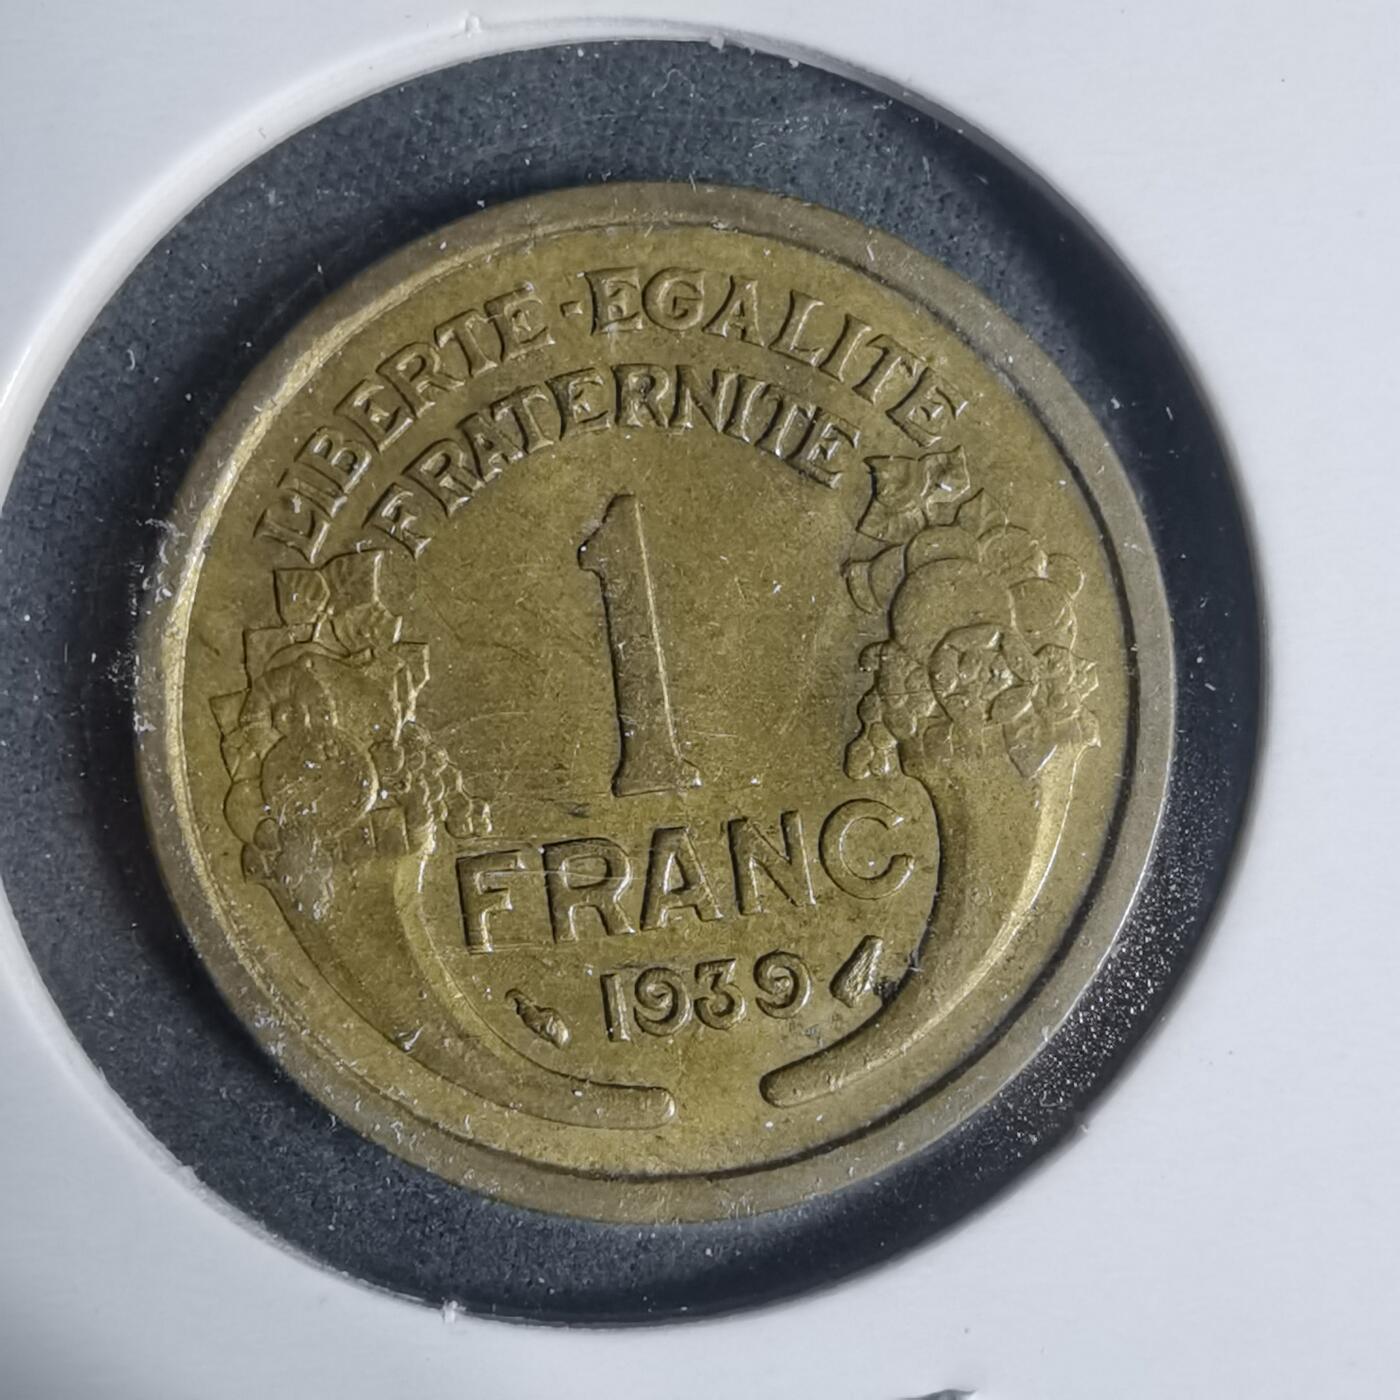 LIBERTE·EGALITE
FRATERNITE
1
FRANC
1939